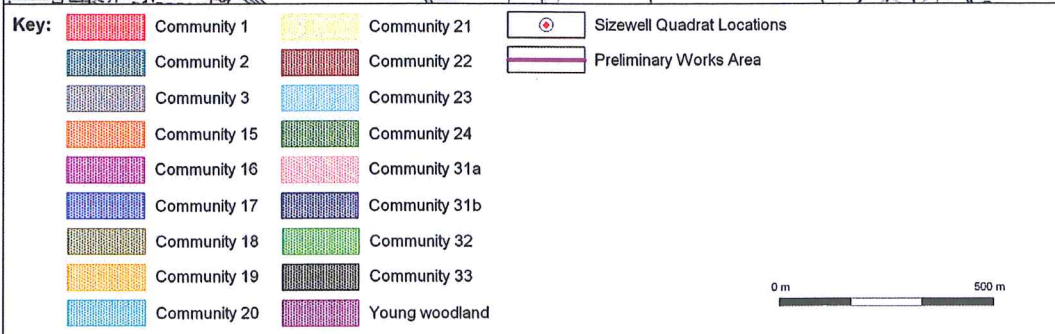 Key:
Community 1
Community 2
Community 3
Community 15
Community 16
Community 17
Community 18
Community 19
Community 20
Community 21
Community 22
Community 23
Community 24
Community 31a
Community 31b
Community 32
Community 33
Young woodland
Sizewell Quadrat Locations
Preliminary Works Area
0 m
500 m